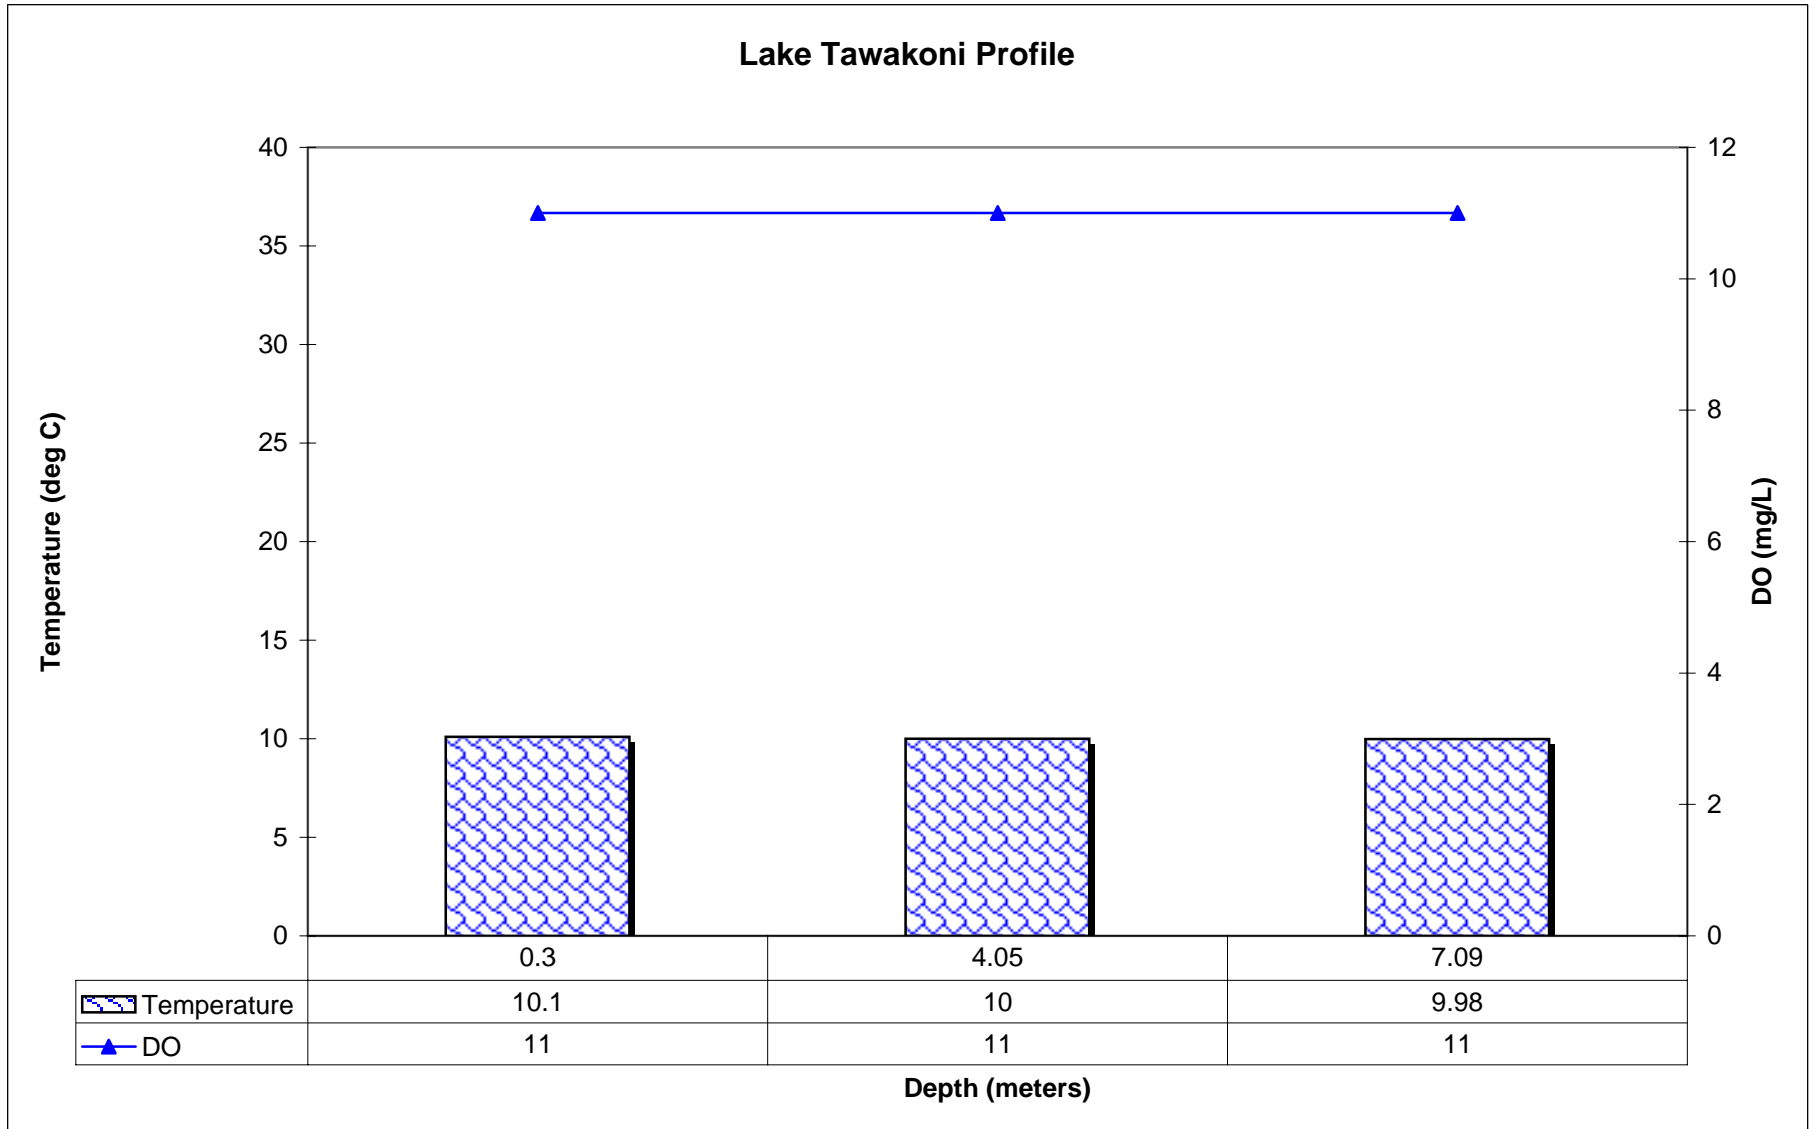 Lake Tawakoni Profile
40
35
30
25
20
15
10
5
0
Temperature (deg C)
12
10
8
6
4
2
0
DO (mg/L)
0.3 4.05 7.09
Temperature 10.1 10 9.98
DO 11 11 11
Depth (meters)